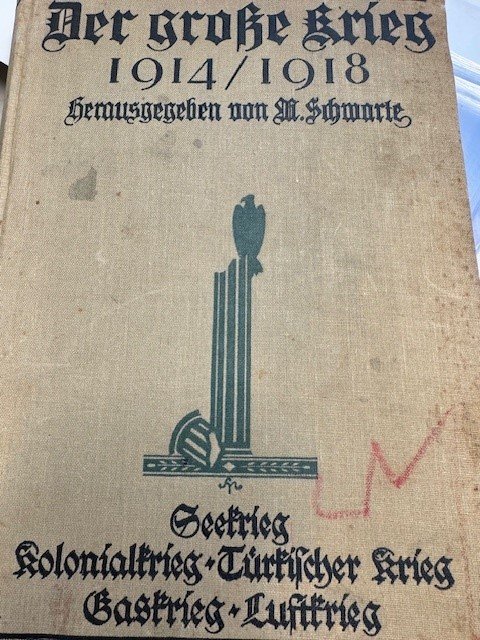 Der große Krieg
1914/1918
Herausgegeben von M. Schwarte
Seekrieg
Kolonialkrieg · Türkischer Krieg
Gaskrieg · Luftkrieg